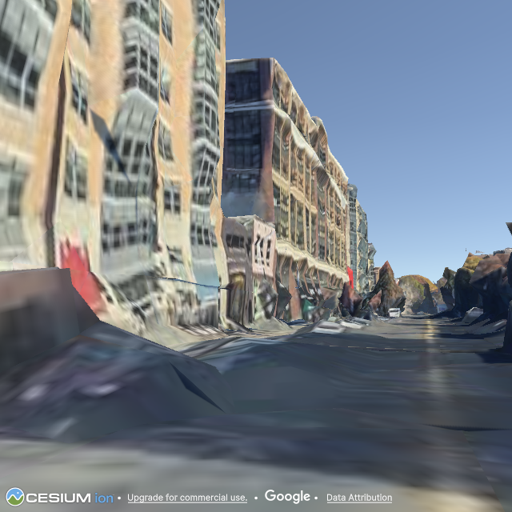 CESIUM ion • Upgrade for commercial use. • Google • Data Attribution